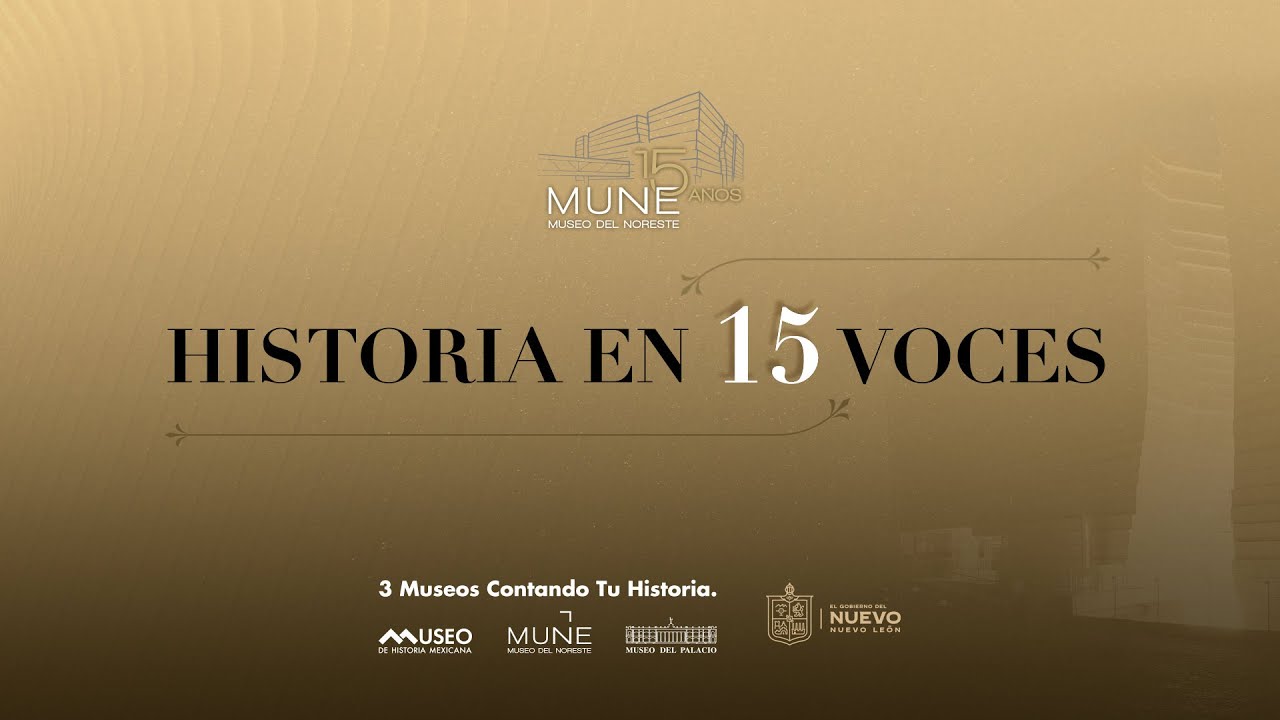 15 AÑOS
MUNE
MUSEO DEL NORESTE
HISTORIA EN 15 VOCES
3 Museos Contando Tu Historia.
MUSEO
DE HISTORIA MEXICANA
MUNE
MUSEO DEL NORESTE
MUSEO DEL PALACIO
EL GOBIERNO DEL
NUEVO
NUEVO LEÓN